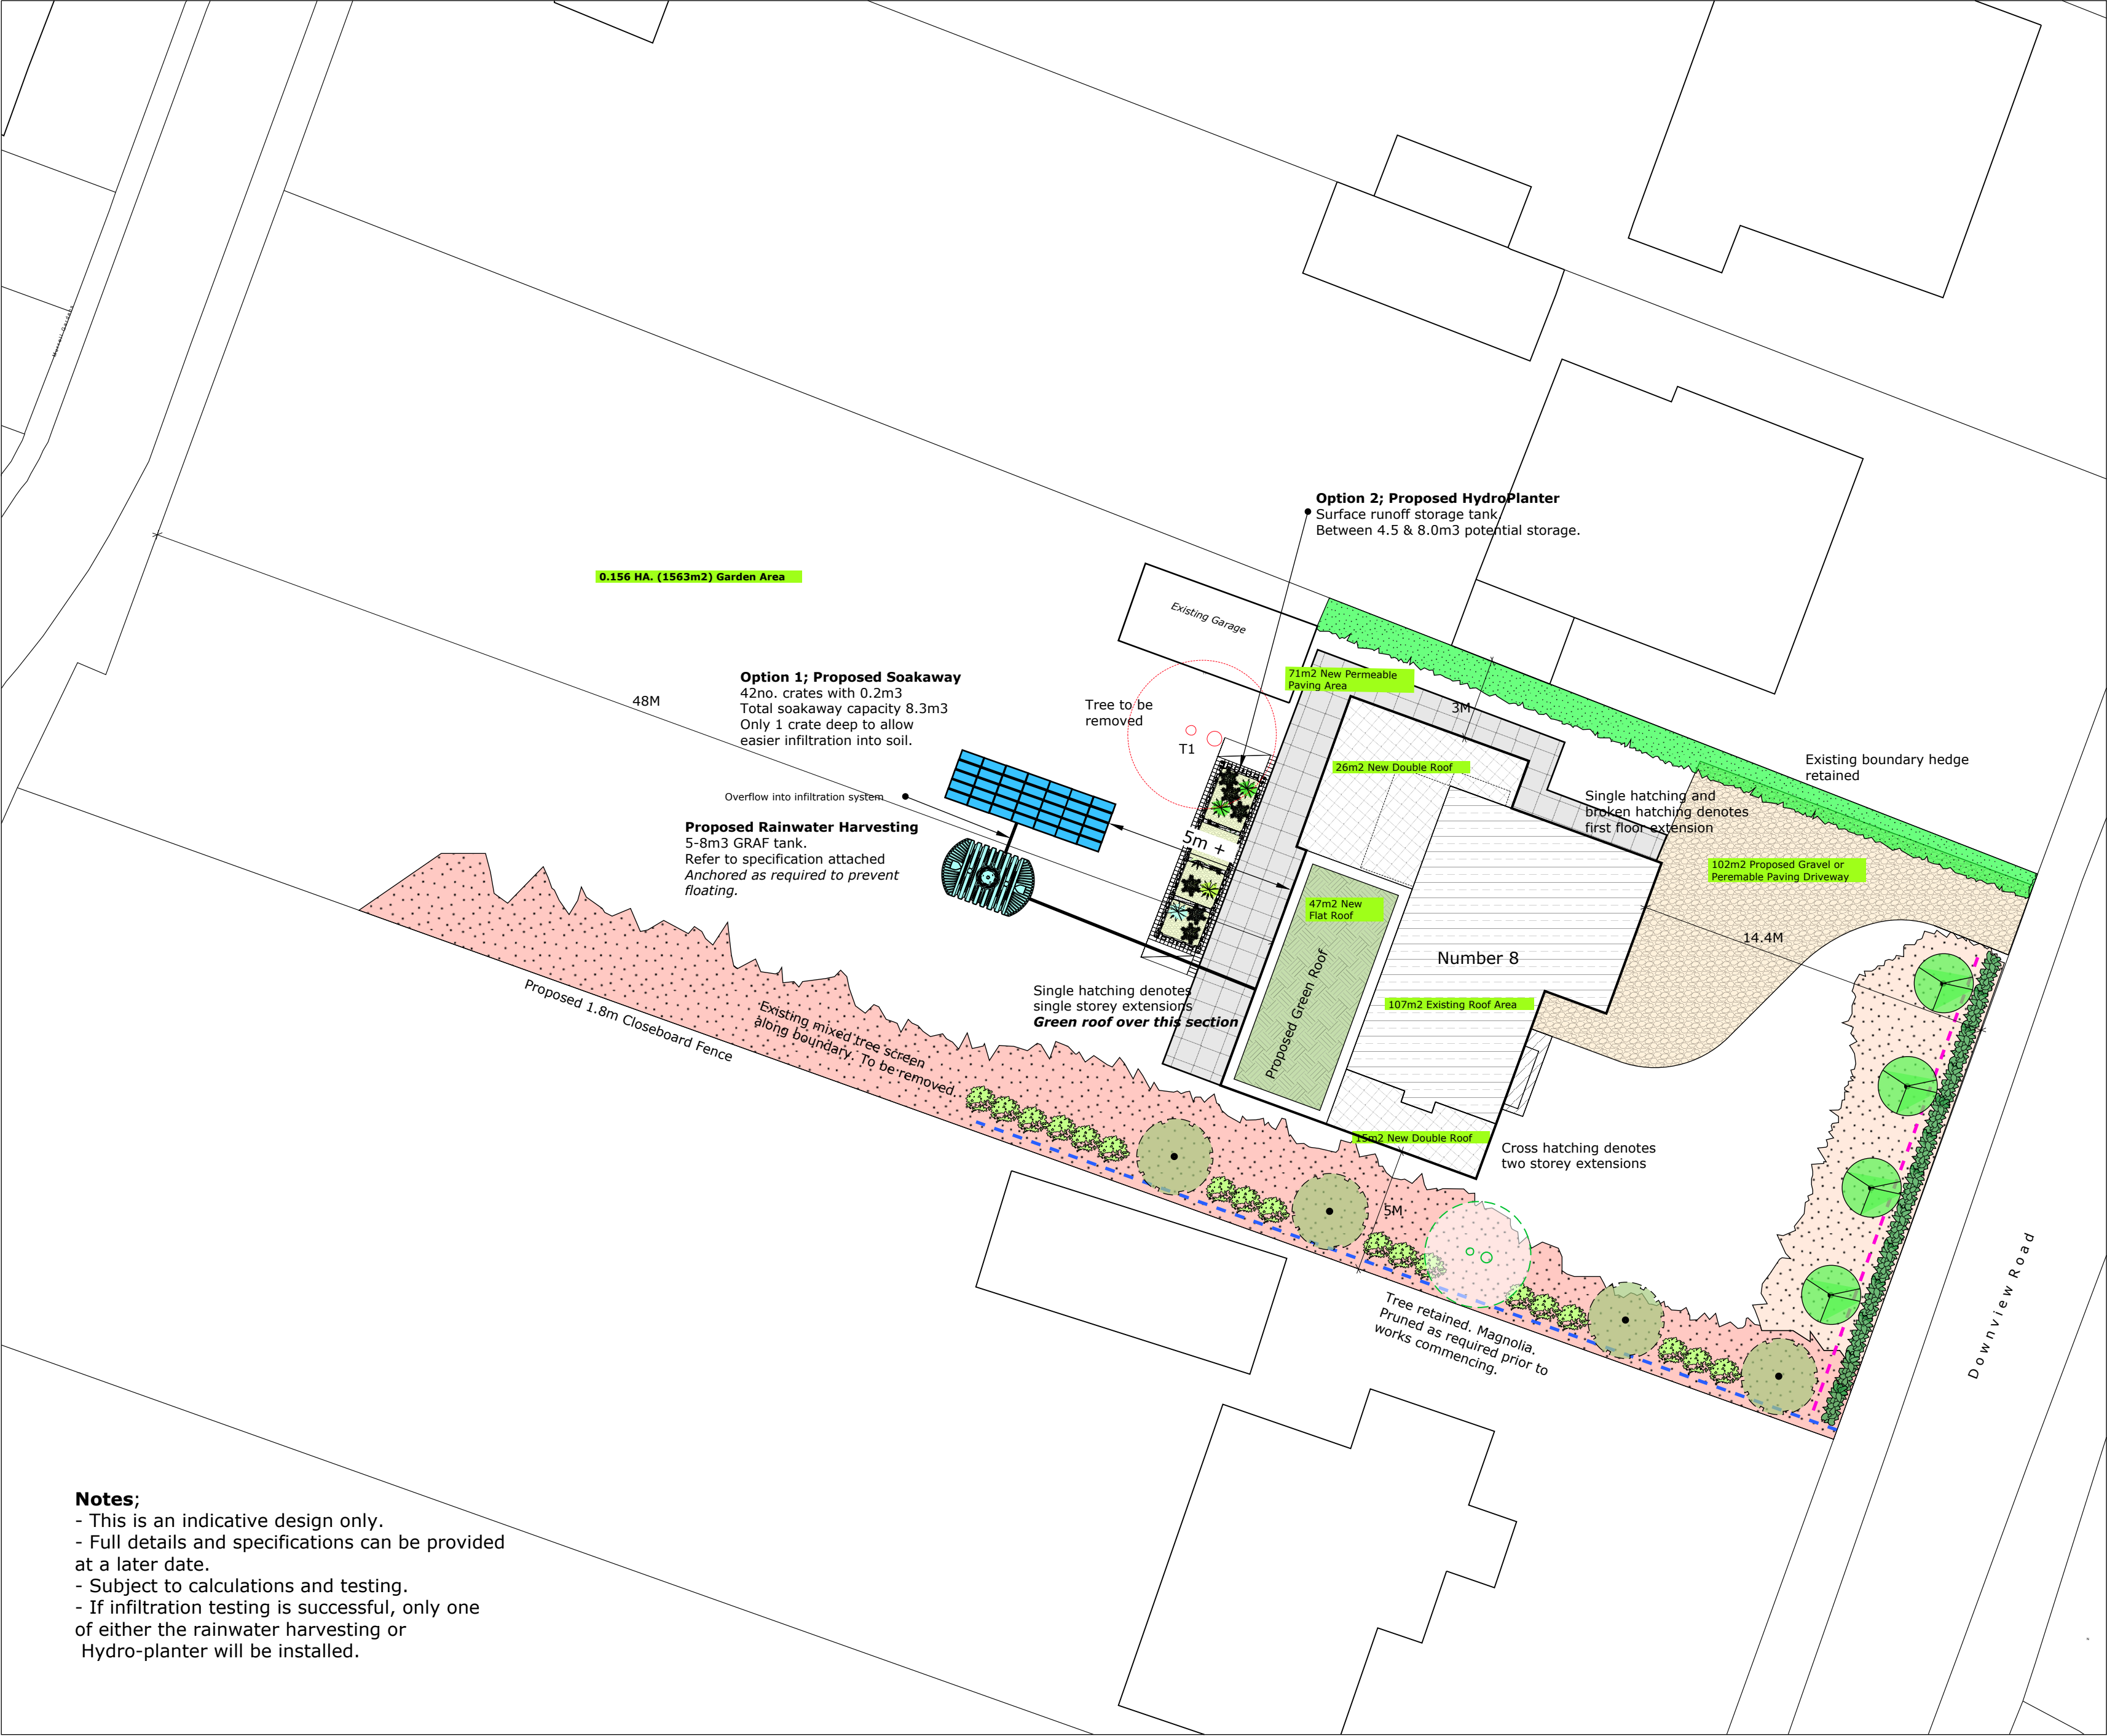 Option 2; Proposed HydroPlanter
Surface runoff storage tank.
Between 4.5 & 8.0m3 potential storage.
0.156 HA. (1563m2) Garden Area
Existing Garage
Option 1; Proposed Soakaway
42no. crates with 0.2m3
Total soakaway capacity 8.3m3
Only 1 crate deep to allow
easier infiltration into soil.
48M
Tree to be
removed
T1
71m2 New Permeable
Paving Area
3M
26m2 New Double Roof
Existing boundary hedge
retained
Single hatching and
broken hatching denotes
first floor extension
Overflow into infiltration system
Proposed Rainwater Harvesting
5-8m3 GRAF tank.
Refer to specification attached
Anchored as required to prevent
floating.
5m +
102m2 Proposed Gravel or
Peremable Paving Driveway
47m2 New
Flat Roof
14.4M
Number 8
Proposed Green Roof
107m2 Existing Roof Area
Single hatching denotes
single storey extensions
Green roof over this section
Proposed 1.8m Closeboard Fence
Existing mixed tree screen
along boundary. To be removed.
15m2 New Double Roof
Cross hatching denotes
two storey extensions
5M
Tree retained. Magnolia.
Pruned as required prior to
works commencing.
Downview Road
Notes;
- This is an indicative design only.
- Full details and specifications can be provided
at a later date.
- Subject to calculations and testing.
- If infiltration testing is successful, only one
of either the rainwater harvesting or
Hydro-planter will be installed.